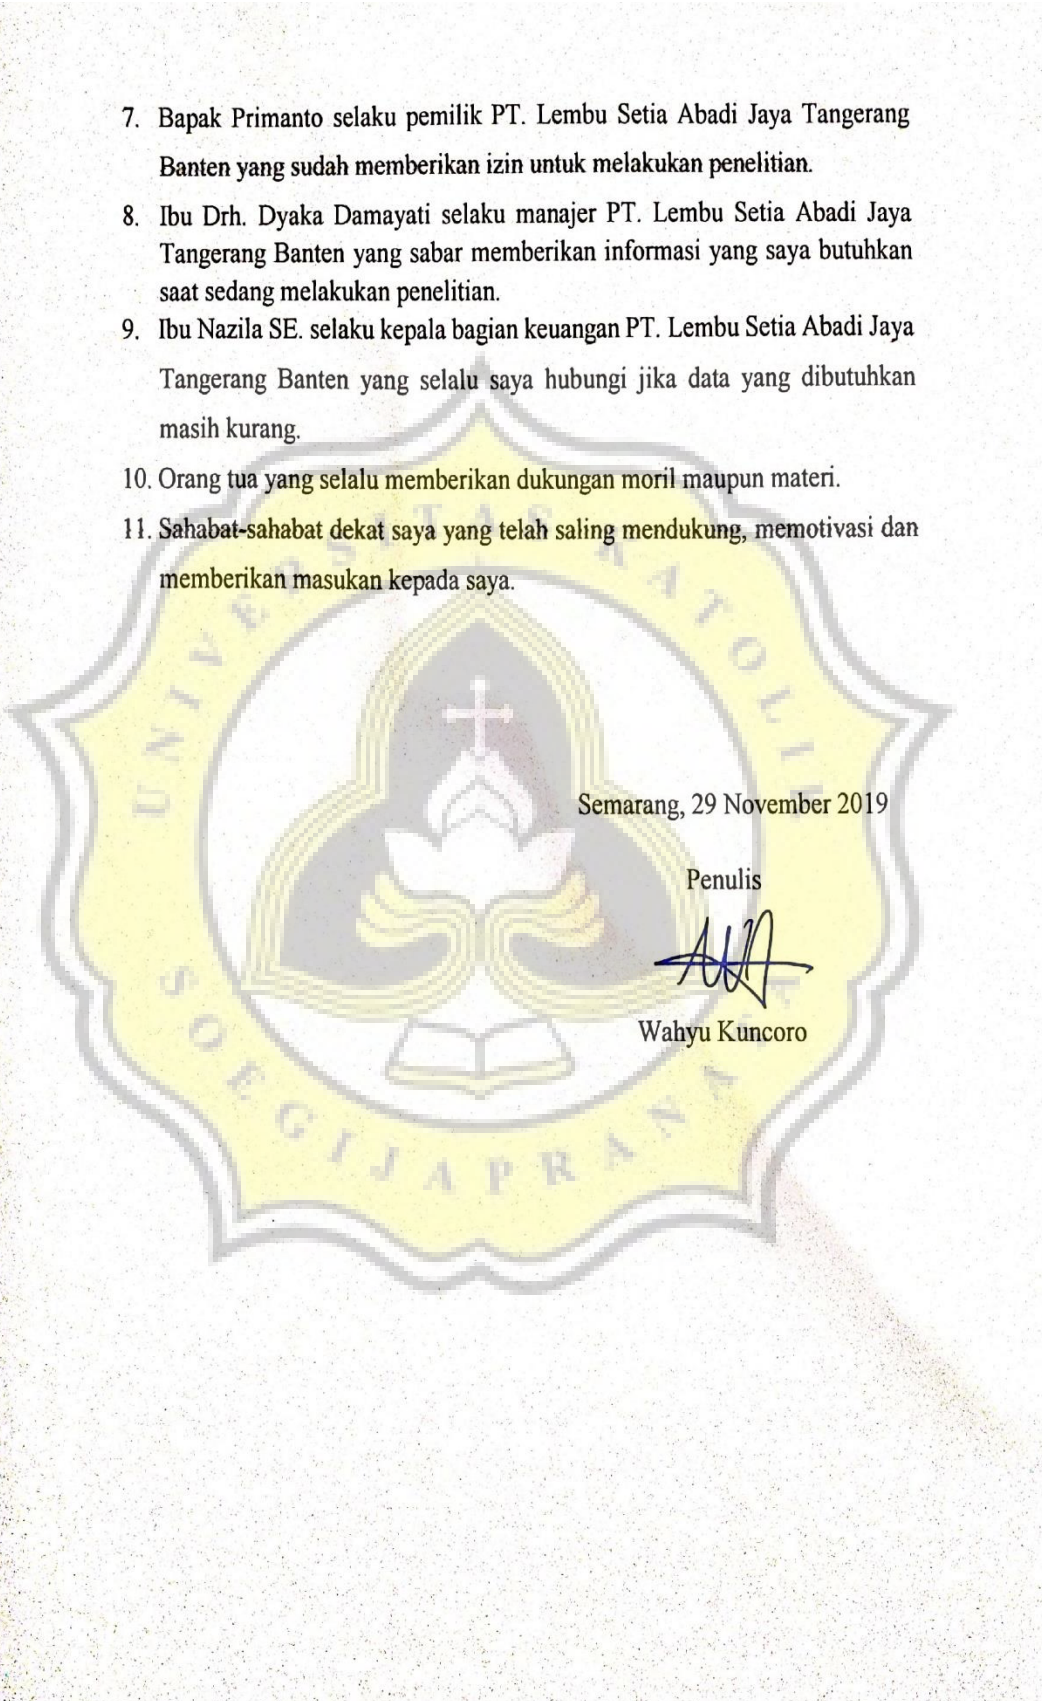 7. Bapak Primanto selaku pemilik PT. Lembu Setia Abadi Jaya Tangerang
Banten yang sudah memberikan izin untuk melakukan penelitian.
8. Ibu Drh. Dyaka Damayati selaku manajer PT. Lembu Setia Abadi Jaya
Tangerang Banten yang sabar memberikan informasi yang saya butuhkan
saat sedang melakukan penelitian.
9. Ibu Nazila SE. selaku kepala bagian keuangan PT. Lembu Setia Abadi Jaya
Tangerang Banten yang selalu saya hubungi jika data yang dibutuhkan
masih kurang.
10. Orang tua yang selalu memberikan dukungan moril maupun materi.
11. Sahabat-sahabat dekat saya yang telah saling mendukung, memotivasi dan
memberikan masukan kepada saya.
UNIVERSITAS KATOLIK
Semarang, 29 November 2019
Penulis
Wahyu Kuncoro
SOEGIJAPRANATA